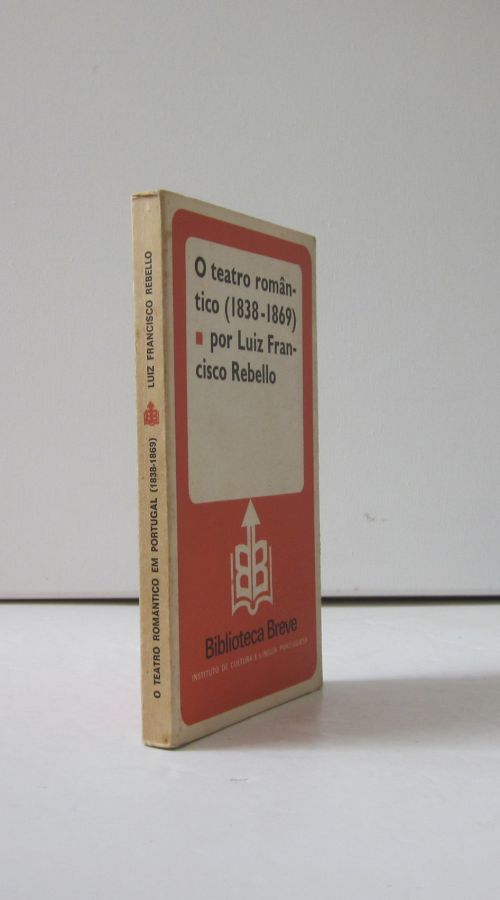 O TEATRO ROMÂNTICO EM PORTUGAL (1838-1869) LUIZ FRANCISCO REBELLO
O teatro român-
tico (1838-1869)
por Luiz Fran-
cisco Rebello
BB
Biblioteca Breve
INSTITUTO DE CULTURA E LÍNGUA PORTUGUESA